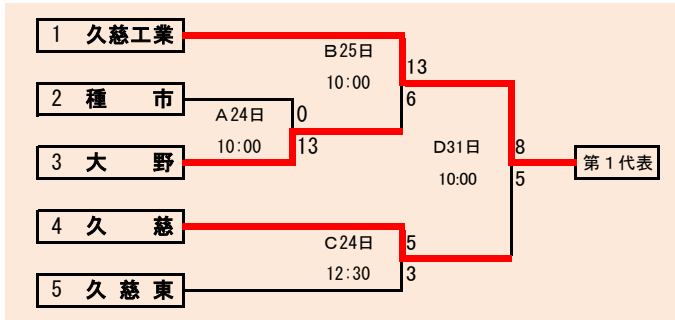 1 久慈工業
B25日
10:00
13
6
2 種 市
A24日
10:00
0
13
3 大 野
D31日
10:00
8
5
第1代表
4 久 慈
C24日
12:30
5
3
5 久慈東